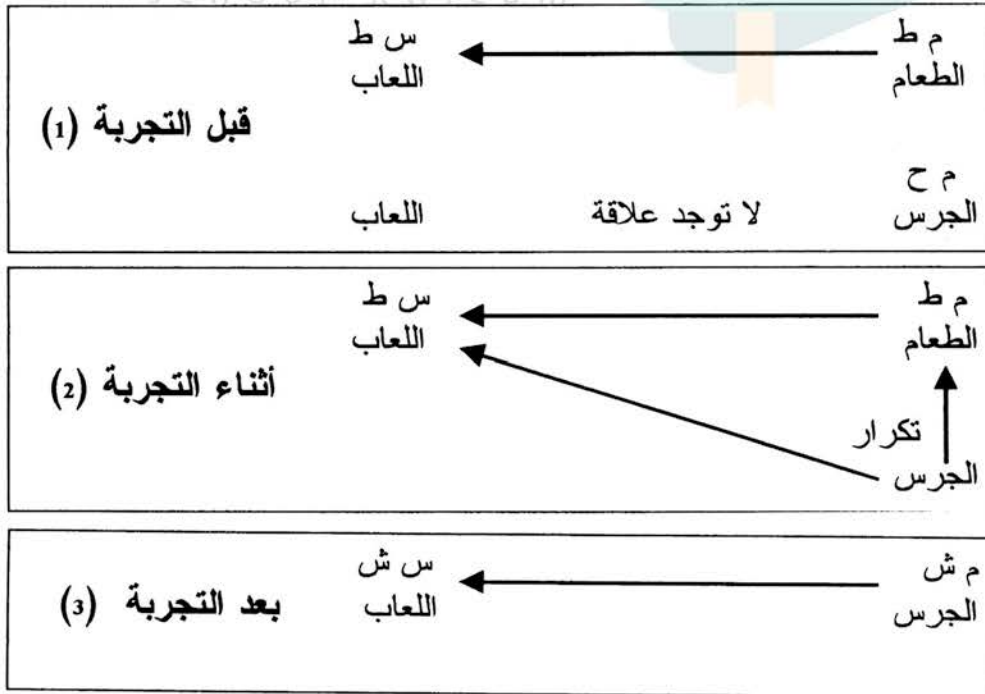 م ط س ط
الطعام اللعاب
قبل التجربة (1)
م ح
الجرس لا توجد علاقة اللعاب
م ط س ط
الطعام اللعاب
أثناء التجربة (2)
تكرار
الجرس
م ش س ش
الجرس اللعاب
بعد التجربة (3)